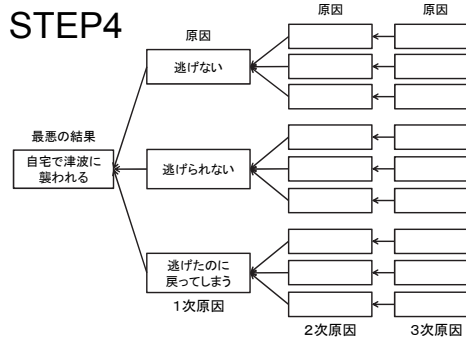 STEP4
原因
原因
原因
逃げない
最悪の結果
自宅で津波に
襲われる
逃げられない
逃げたのに
戻ってしまう
1次原因
2次原因
3次原因